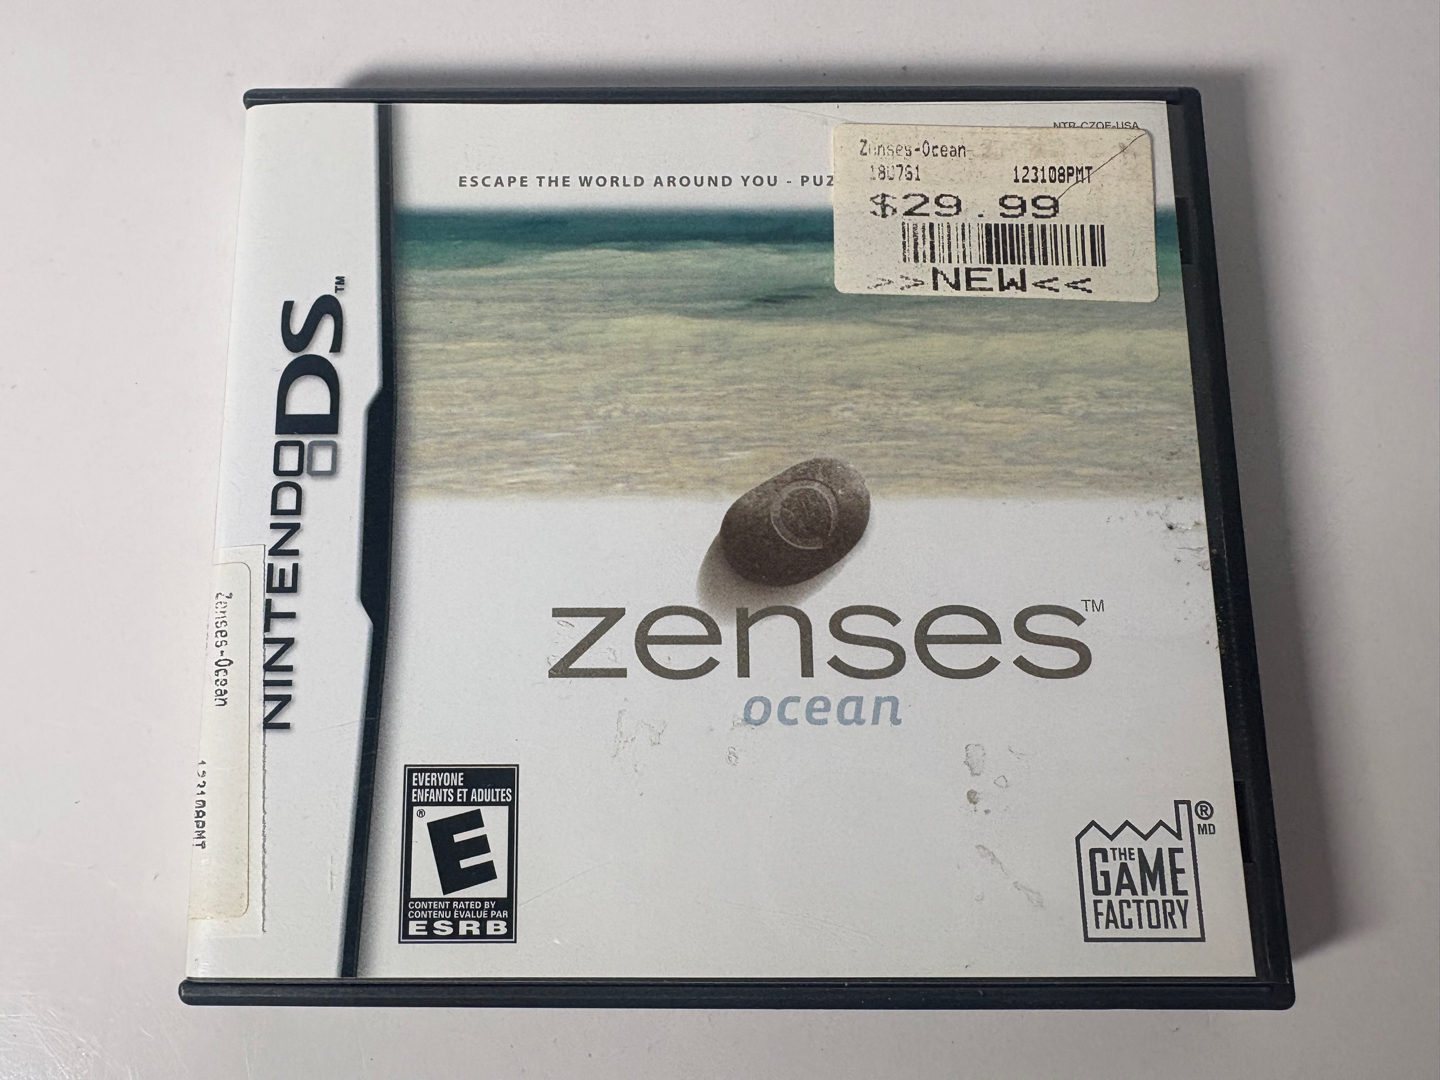 NTR-CZOE-USA
Zenses-Ocean
180761 123108PMT
$29.99
>>NEW<<
ESCAPE THE WORLD AROUND YOU - PUZ
NINTENDO DS™
Zenses-Ocean
123108PMT
zenses™
ocean
EVERYONE
ENFANTS ET ADULTES
E®
CONTENT RATED BY
CONTENU ÉVALUÉ PAR
ESRB
THE
GAME
FACTORY
®
MD